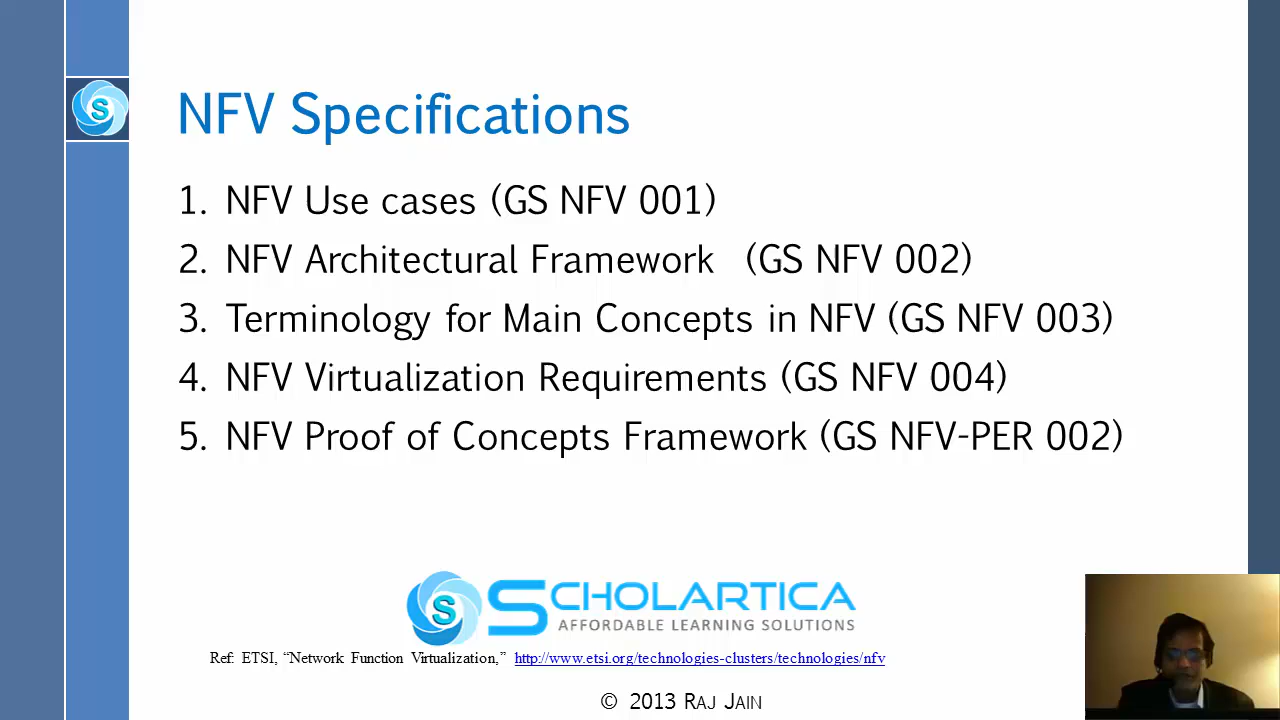 S
NFV Specifications
1. NFV Use cases (GS NFV 001)
2. NFV Architectural Framework (GS NFV 002)
3. Terminology for Main Concepts in NFV (GS NFV 003)
4. NFV Virtualization Requirements (GS NFV 004)
5. NFV Proof of Concepts Framework (GS NFV-PER 002)
S SCHOLARTICA
AFFORDABLE LEARNING SOLUTIONS
Ref: ETSI, “Network Function Virtualization,” http://www.etsi.org/technologies-clusters/technologies/nfv
© 2013 RAJ JAIN